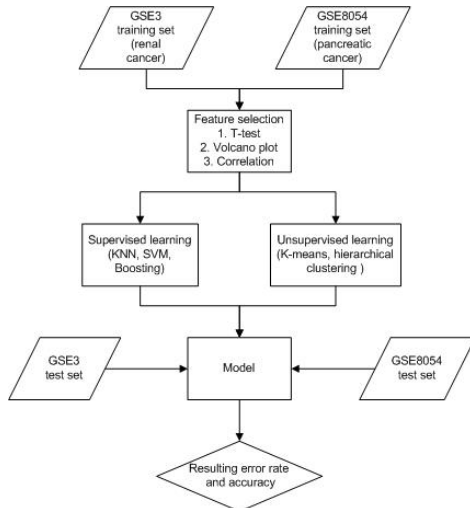 GSE3
training set
(renal
cancer)
GSE8054
training set
(pancreatic
cancer)
Feature selection
1. T-test
2. Volcano plot
3. Correlation
Supervised learning
(KNN, SVM,
Boosting)
Unsupervised learning
(K-means, hierarchical
clustering )
GSE3
test set
Model
GSE8054
test set
Resulting error rate
and accuracy